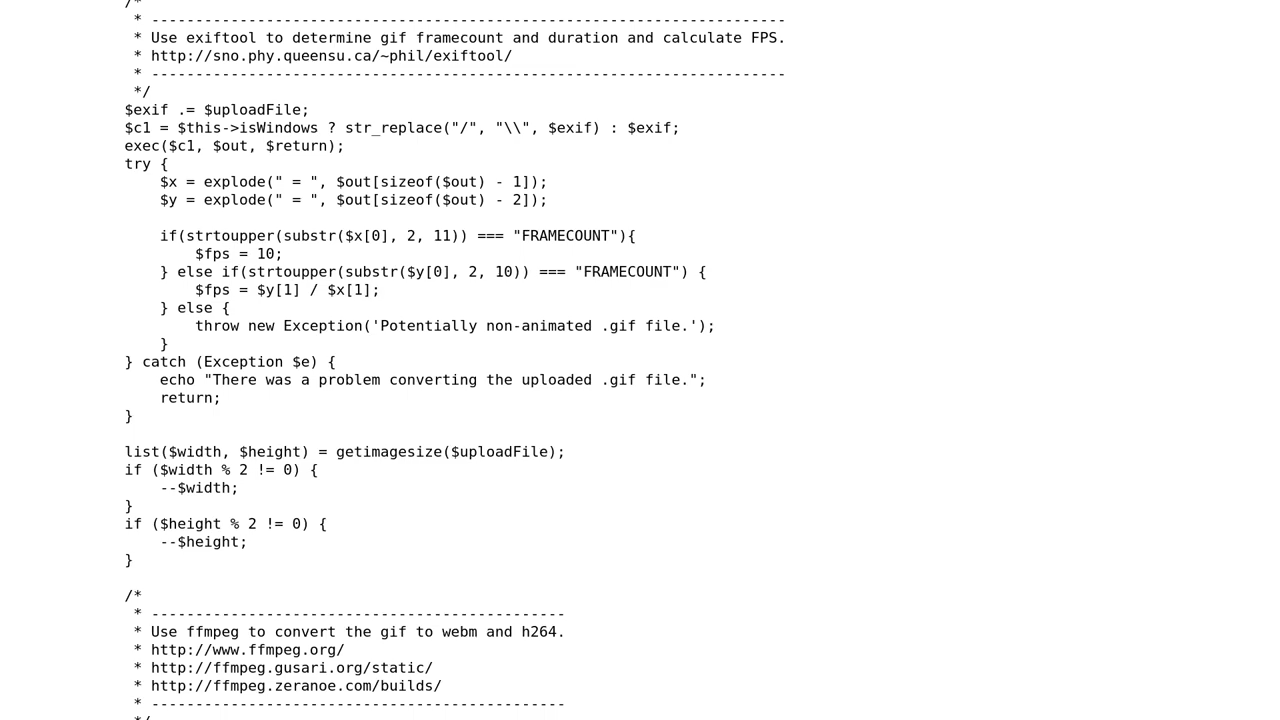 /*
 * ------------------------------------------------------------------------
 * Use exiftool to determine gif framecount and duration and calculate FPS.
 * http://sno.phy.queensu.ca/~phil/exiftool/
 * ------------------------------------------------------------------------
 */
$exif .= $uploadFile;
$c1 = $this->isWindows ? str_replace("/", "\\", $exif) : $exif;
exec($c1, $out, $return);
try {
    $x = explode(" = ", $out[sizeof($out) - 1]);
    $y = explode(" = ", $out[sizeof($out) - 2]);

    if(strtoupper(substr($x[0], 2, 11)) === "FRAMECOUNT"){
        $fps = 10;
    } else if(strtoupper(substr($y[0], 2, 10)) === "FRAMECOUNT") {
        $fps = $y[1] / $x[1];
    } else {
        throw new Exception('Potentially non-animated .gif file.');
    }
} catch (Exception $e) {
    echo "There was a problem converting the uploaded .gif file.";
    return;
}

list($width, $height) = getimagesize($uploadFile);
if ($width % 2 != 0) {
    --$width;
}
if ($height % 2 != 0) {
    --$height;
}

/*
 * -----------------------------------------------
 * Use ffmpeg to convert the gif to webm and h264.
 * http://www.ffmpeg.org/
 * http://ffmpeg.gusari.org/static/
 * http://ffmpeg.zeranoe.com/builds/
 * -----------------------------------------------
 */